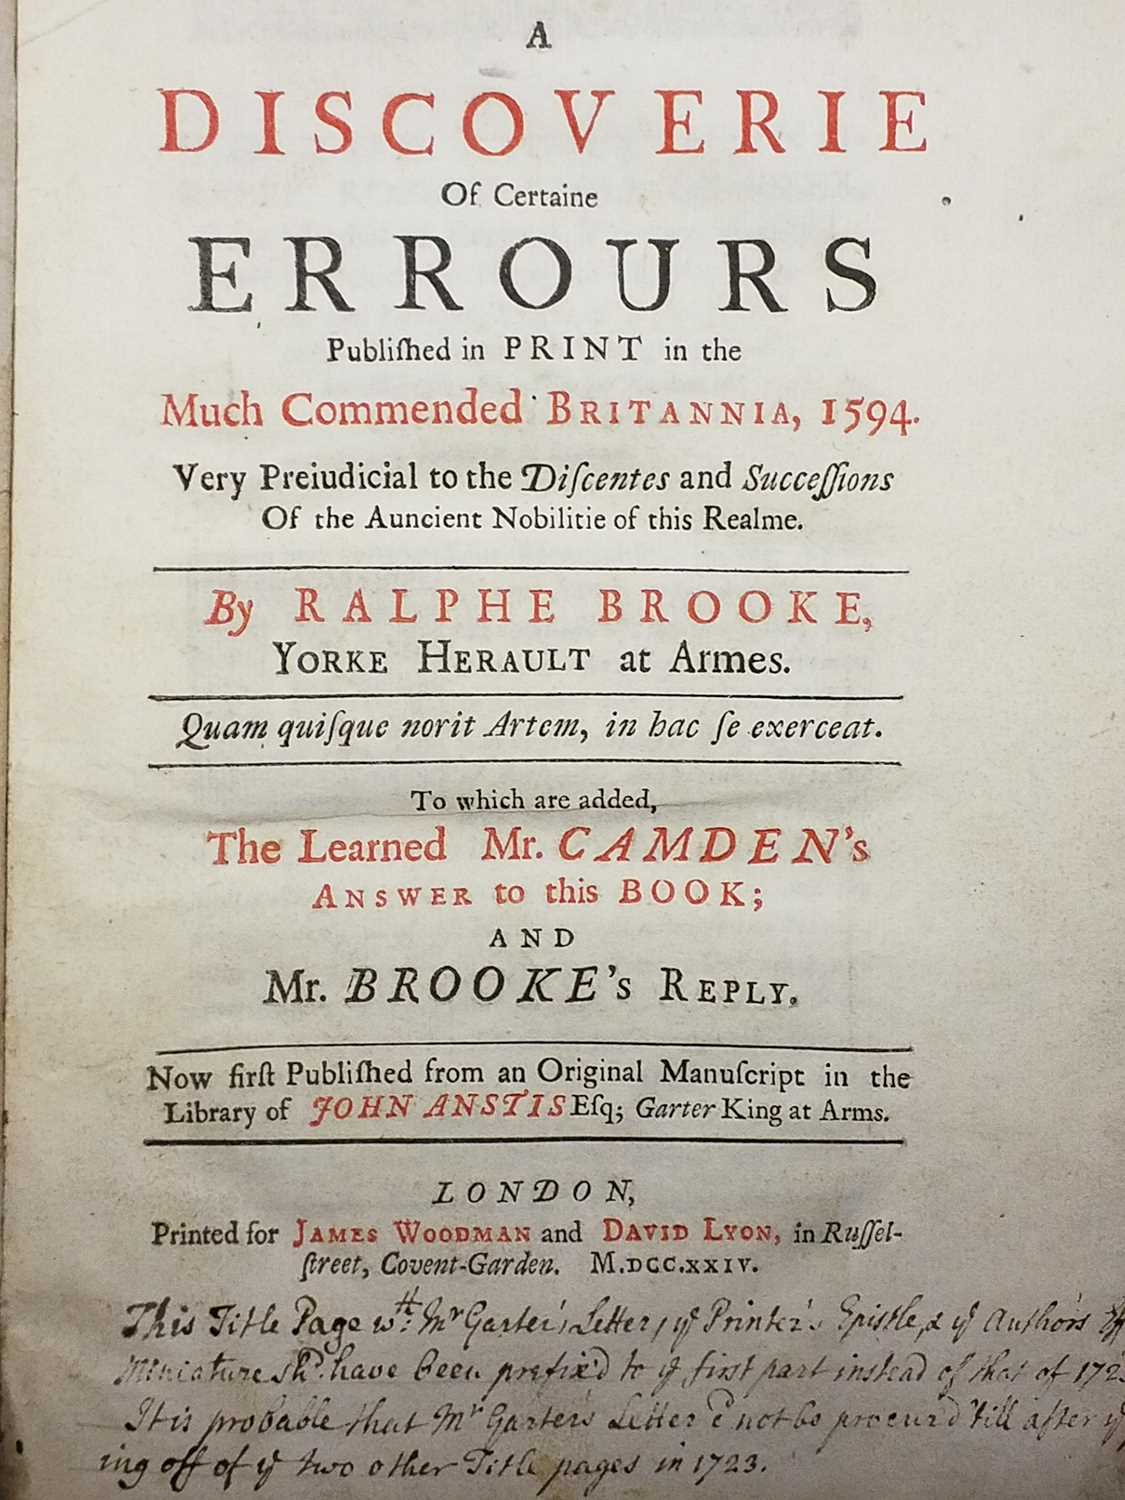 A
DISCOVERIE
Of Certaine
ERROURS
Publiſhed in PRINT in the
Much Commended BRITANNIA, 1594.
Very Preiudicial to the Diſcentes and Succeſſions
Of the Auncient Nobilitie of this Realme.
By RALPHE BROOKE,
YORKE HERAULT at Armes.
Quam quiſque norit Artem, in hac ſe exerceat.
To which are added,
The Learned Mr. CAMDEN's
ANSWER to this BOOK;
AND
Mr. BROOKE's REPLY.
Now firſt Publiſhed from an Original Manuſcript in the
Library of JOHN ANSTIS Eſq; Garter King at Arms.
LONDON,
Printed for JAMES WOODMAN and DAVID LYON, in Ruſſel-
ſtreet, Covent-Garden. M.DCC.XXIV.
This Title Page wth. Mr Garter's Letter, ye Printer's Epistle, & ye Author's
Miniature shd. have been prefix'd to ye first part instead of that of 172
It is probable that Mr Garter's Letter cd not be procur'd 'till after ye
ing off of ye two other Title pages in 1723.